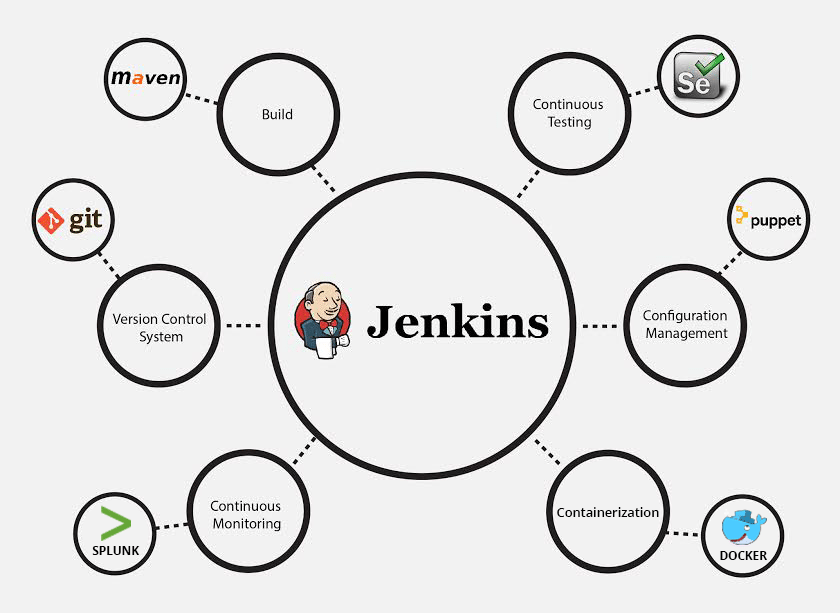 maven
Build
Continuous
Testing
Se
git
puppet
Version Control
System
Jenkins
Configuration
Management
Continuous
Monitoring
SPLUNK
Containerization
DOCKER